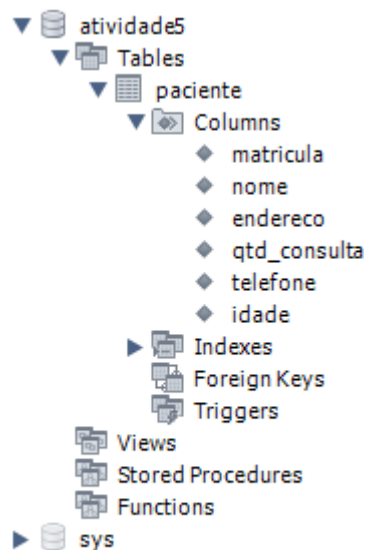 atividade5
Tables
paciente
Columns
matricula
nome
endereco
qtd_consulta
telefone
idade
Indexes
Foreign Keys
Triggers
Views
Stored Procedures
Functions
sys